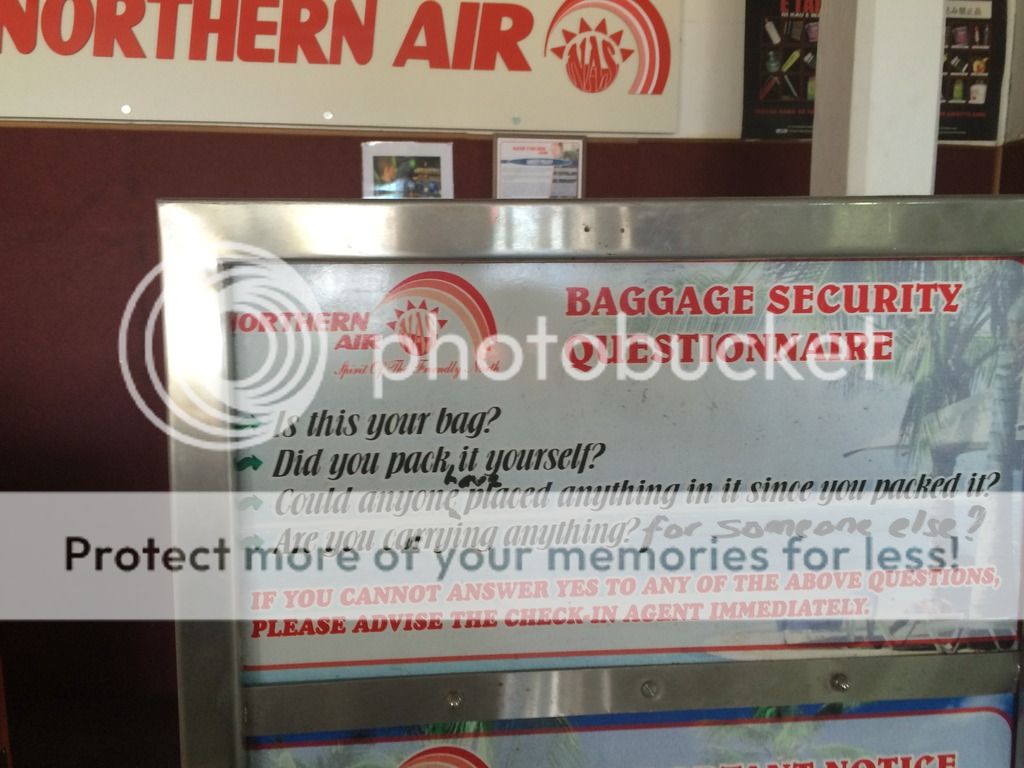 NORTHERN AIR
NAS
NORTHERN
AIR
NAS
Spirit Of The Friendly North
BAGGAGE SECURITY
QUESTIONNAIRE
photobucket
Is this your bag?
Did you pack it yourself?
have
Could anyone placed anything in it since you packed it?
Are you carrying anything? for someone else?
Protect more of your memories for less!
IF YOU CANNOT ANSWER YES TO ANY OF THE ABOVE QUESTIONS,
PLEASE ADVISE THE CHECK-IN AGENT IMMEDIATELY.
NOTICE